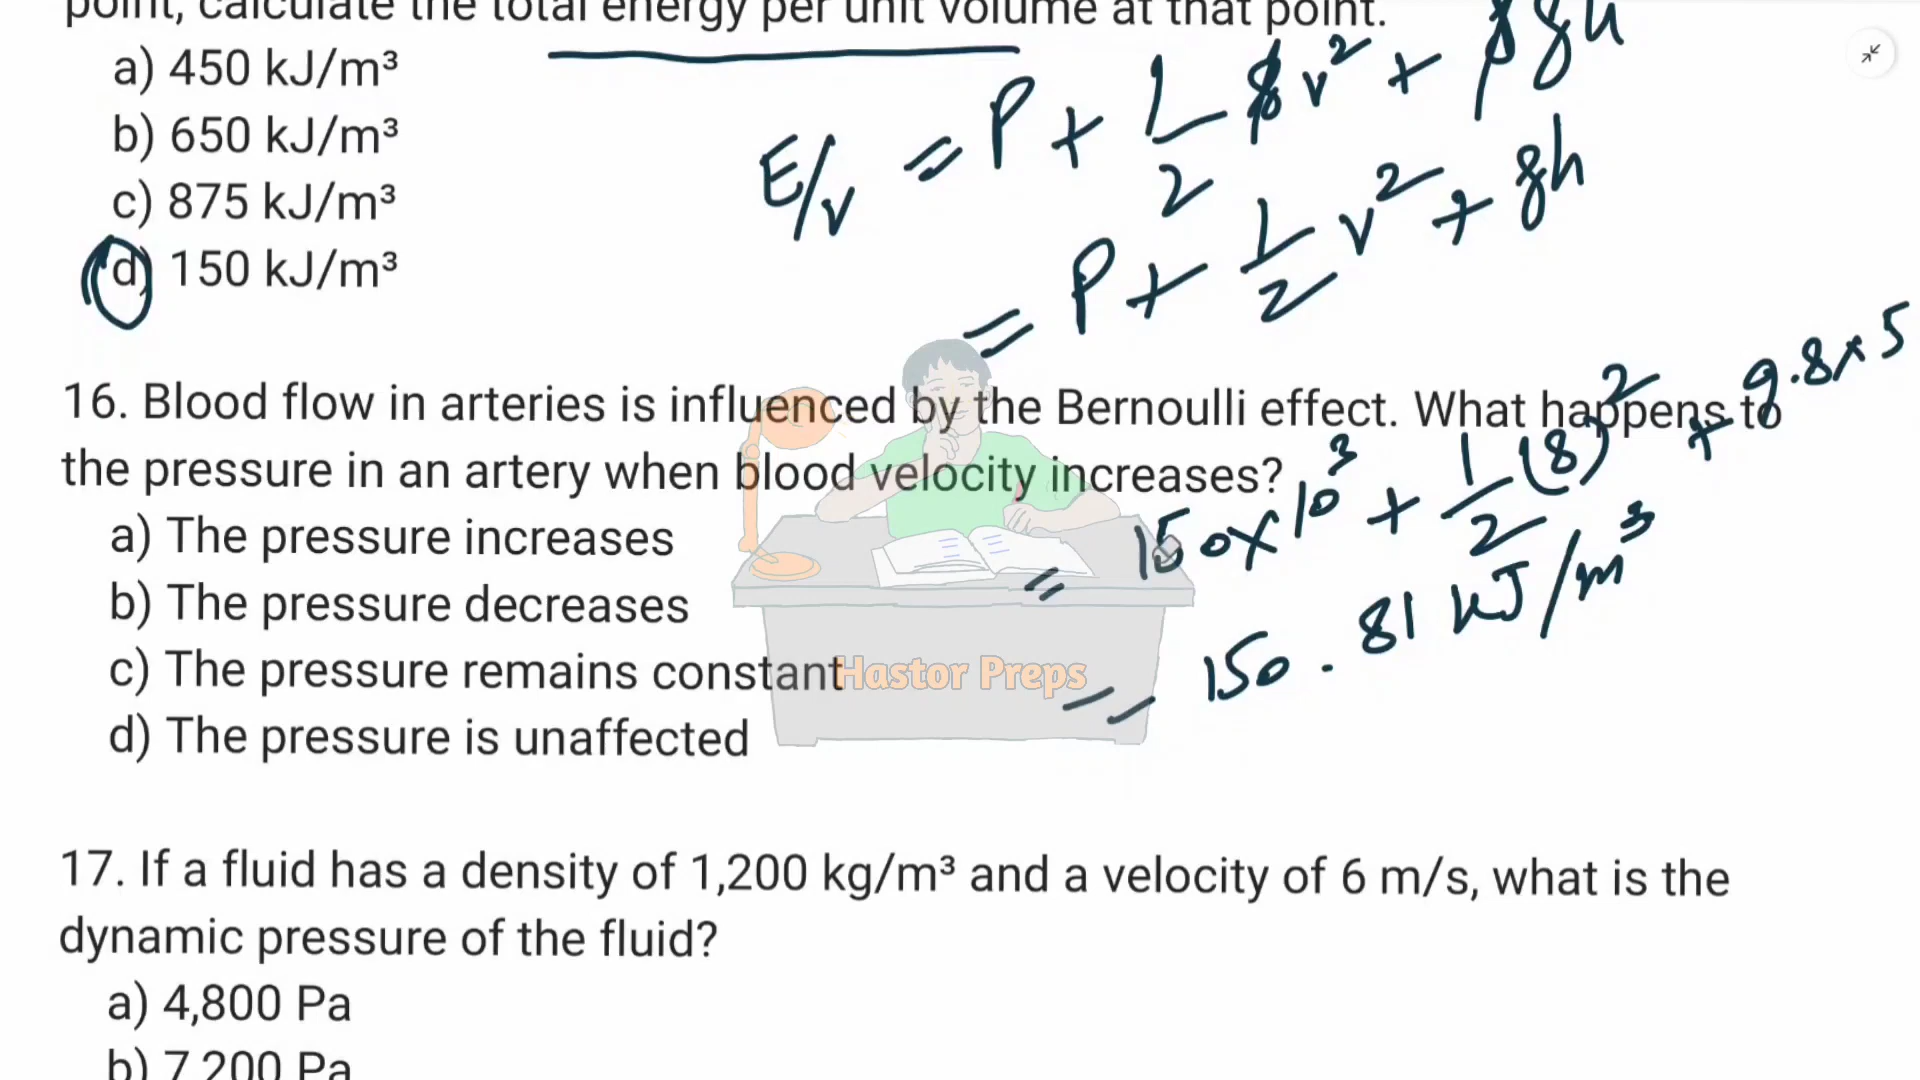 point, calculate the total energy per unit volume at that point.
a) 450 kJ/m³
b) 650 kJ/m³
c) 875 kJ/m³
d) 150 kJ/m³
E/v = P + 1/2 ρv² + ρgh
= P + 1/2 v² + gh
= 150 × 10³ + 1/2 (8)² + 9.8 × 5
= 150.81 kJ/m³
16. Blood flow in arteries is influenced by the Bernoulli effect. What happens to
the pressure in an artery when blood velocity increases?
a) The pressure increases
b) The pressure decreases
c) The pressure remains constant
d) The pressure is unaffected
Hastor Preps
17. If a fluid has a density of 1,200 kg/m³ and a velocity of 6 m/s, what is the
dynamic pressure of the fluid?
a) 4,800 Pa
b) 7,200 Pa